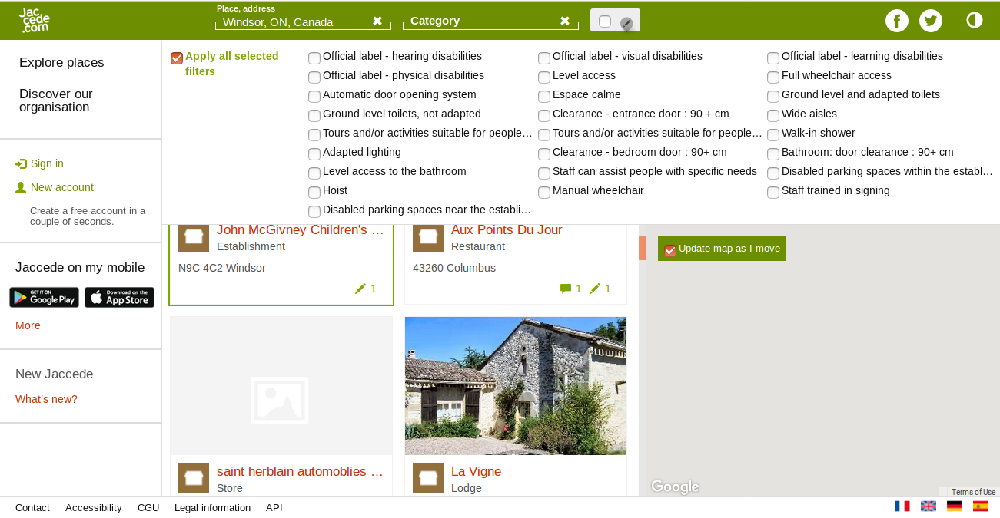 Jac
cede
.com
Place, address
Windsor, ON, Canada
Category
Explore places
Discover our
organisation
Sign in
New account
Create a free account in a
couple of seconds.
Jaccede on my mobile
GET IT ON
Google Play
Download on the
App Store
More
New Jaccede
What's new?
Apply all selected
filters
Official label - hearing disabilities
Official label - visual disabilities
Official label - learning disabilities
Official label - physical disabilities
Level access
Full wheelchair access
Automatic door opening system
Espace calme
Ground level and adapted toilets
Ground level toilets, not adapted
Clearance - entrance door : 90 + cm
Wide aisles
Tours and/or activities suitable for people…
Tours and/or activities suitable for people…
Walk-in shower
Adapted lighting
Clearance - bedroom door : 90+ cm
Bathroom: door clearance : 90+ cm
Level access to the bathroom
Staff can assist people with specific needs
Disabled parking spaces within the establ…
Hoist
Manual wheelchair
Staff trained in signing
Disabled parking spaces near the establi…
John McGivney Children's …
Establishment
N9C 4C2 Windsor
1
Aux Points Du Jour
Restaurant
43260 Columbus
1 1
Update map as I move
saint herblain automoblies …
Store
La Vigne
Lodge
Google
Terms of Use
Contact Accessibility CGU Legal information API